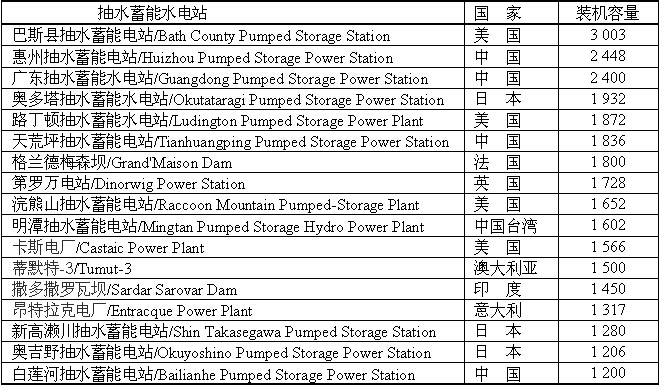 抽水蓄能水电站 国 家 装机容量
巴斯县抽水蓄能电站/Bath County Pumped Storage Station 美 国 3 003
惠州抽水蓄能电站/Huizhou Pumped Storage Power Station 中 国 2 448
广东抽水蓄能水电站/Guangdong Pumped Storage Power Station 中 国 2 400
奥多塔抽水蓄能水电站/Okutataragi Pumped Storage Power Station 日 本 1 932
路丁顿抽水蓄能水电站/Ludington Pumped Storage Power Plant 美 国 1 872
天荒坪抽水蓄能水电站/Tianhuangping Pumped Storage Power Station 中 国 1 836
格兰德梅森坝/Grand'Maison Dam 法 国 1 800
第罗万电站/Dinorwig Power Station 英 国 1 728
浣熊山抽水蓄能水电站/Raccoon Mountain Pumped-Storage Plant 美 国 1 652
明潭抽水蓄能水电站/Mingtan Pumped Storage Hydro Power Plant 中国台湾 1 602
卡斯电厂/Castaic Power Plant 美 国 1 566
蒂默特-3/Tumut-3 澳大利亚 1 500
撒多撒罗瓦坝/Sardar Sarovar Dam 印 度 1 450
昂特拉克电厂/Entracque Power Plant 意大利 1 317
新高濑川抽水蓄能水电站/Shin Takasegawa Pumped Storage Station 日 本 1 280
奥吉野抽水蓄能水电站/Okuyoshino Pumped Storage Power Station 日 本 1 206
白莲河抽水蓄能水电站/Bailianhe Pumped Storage Power Station 中 国 1 200